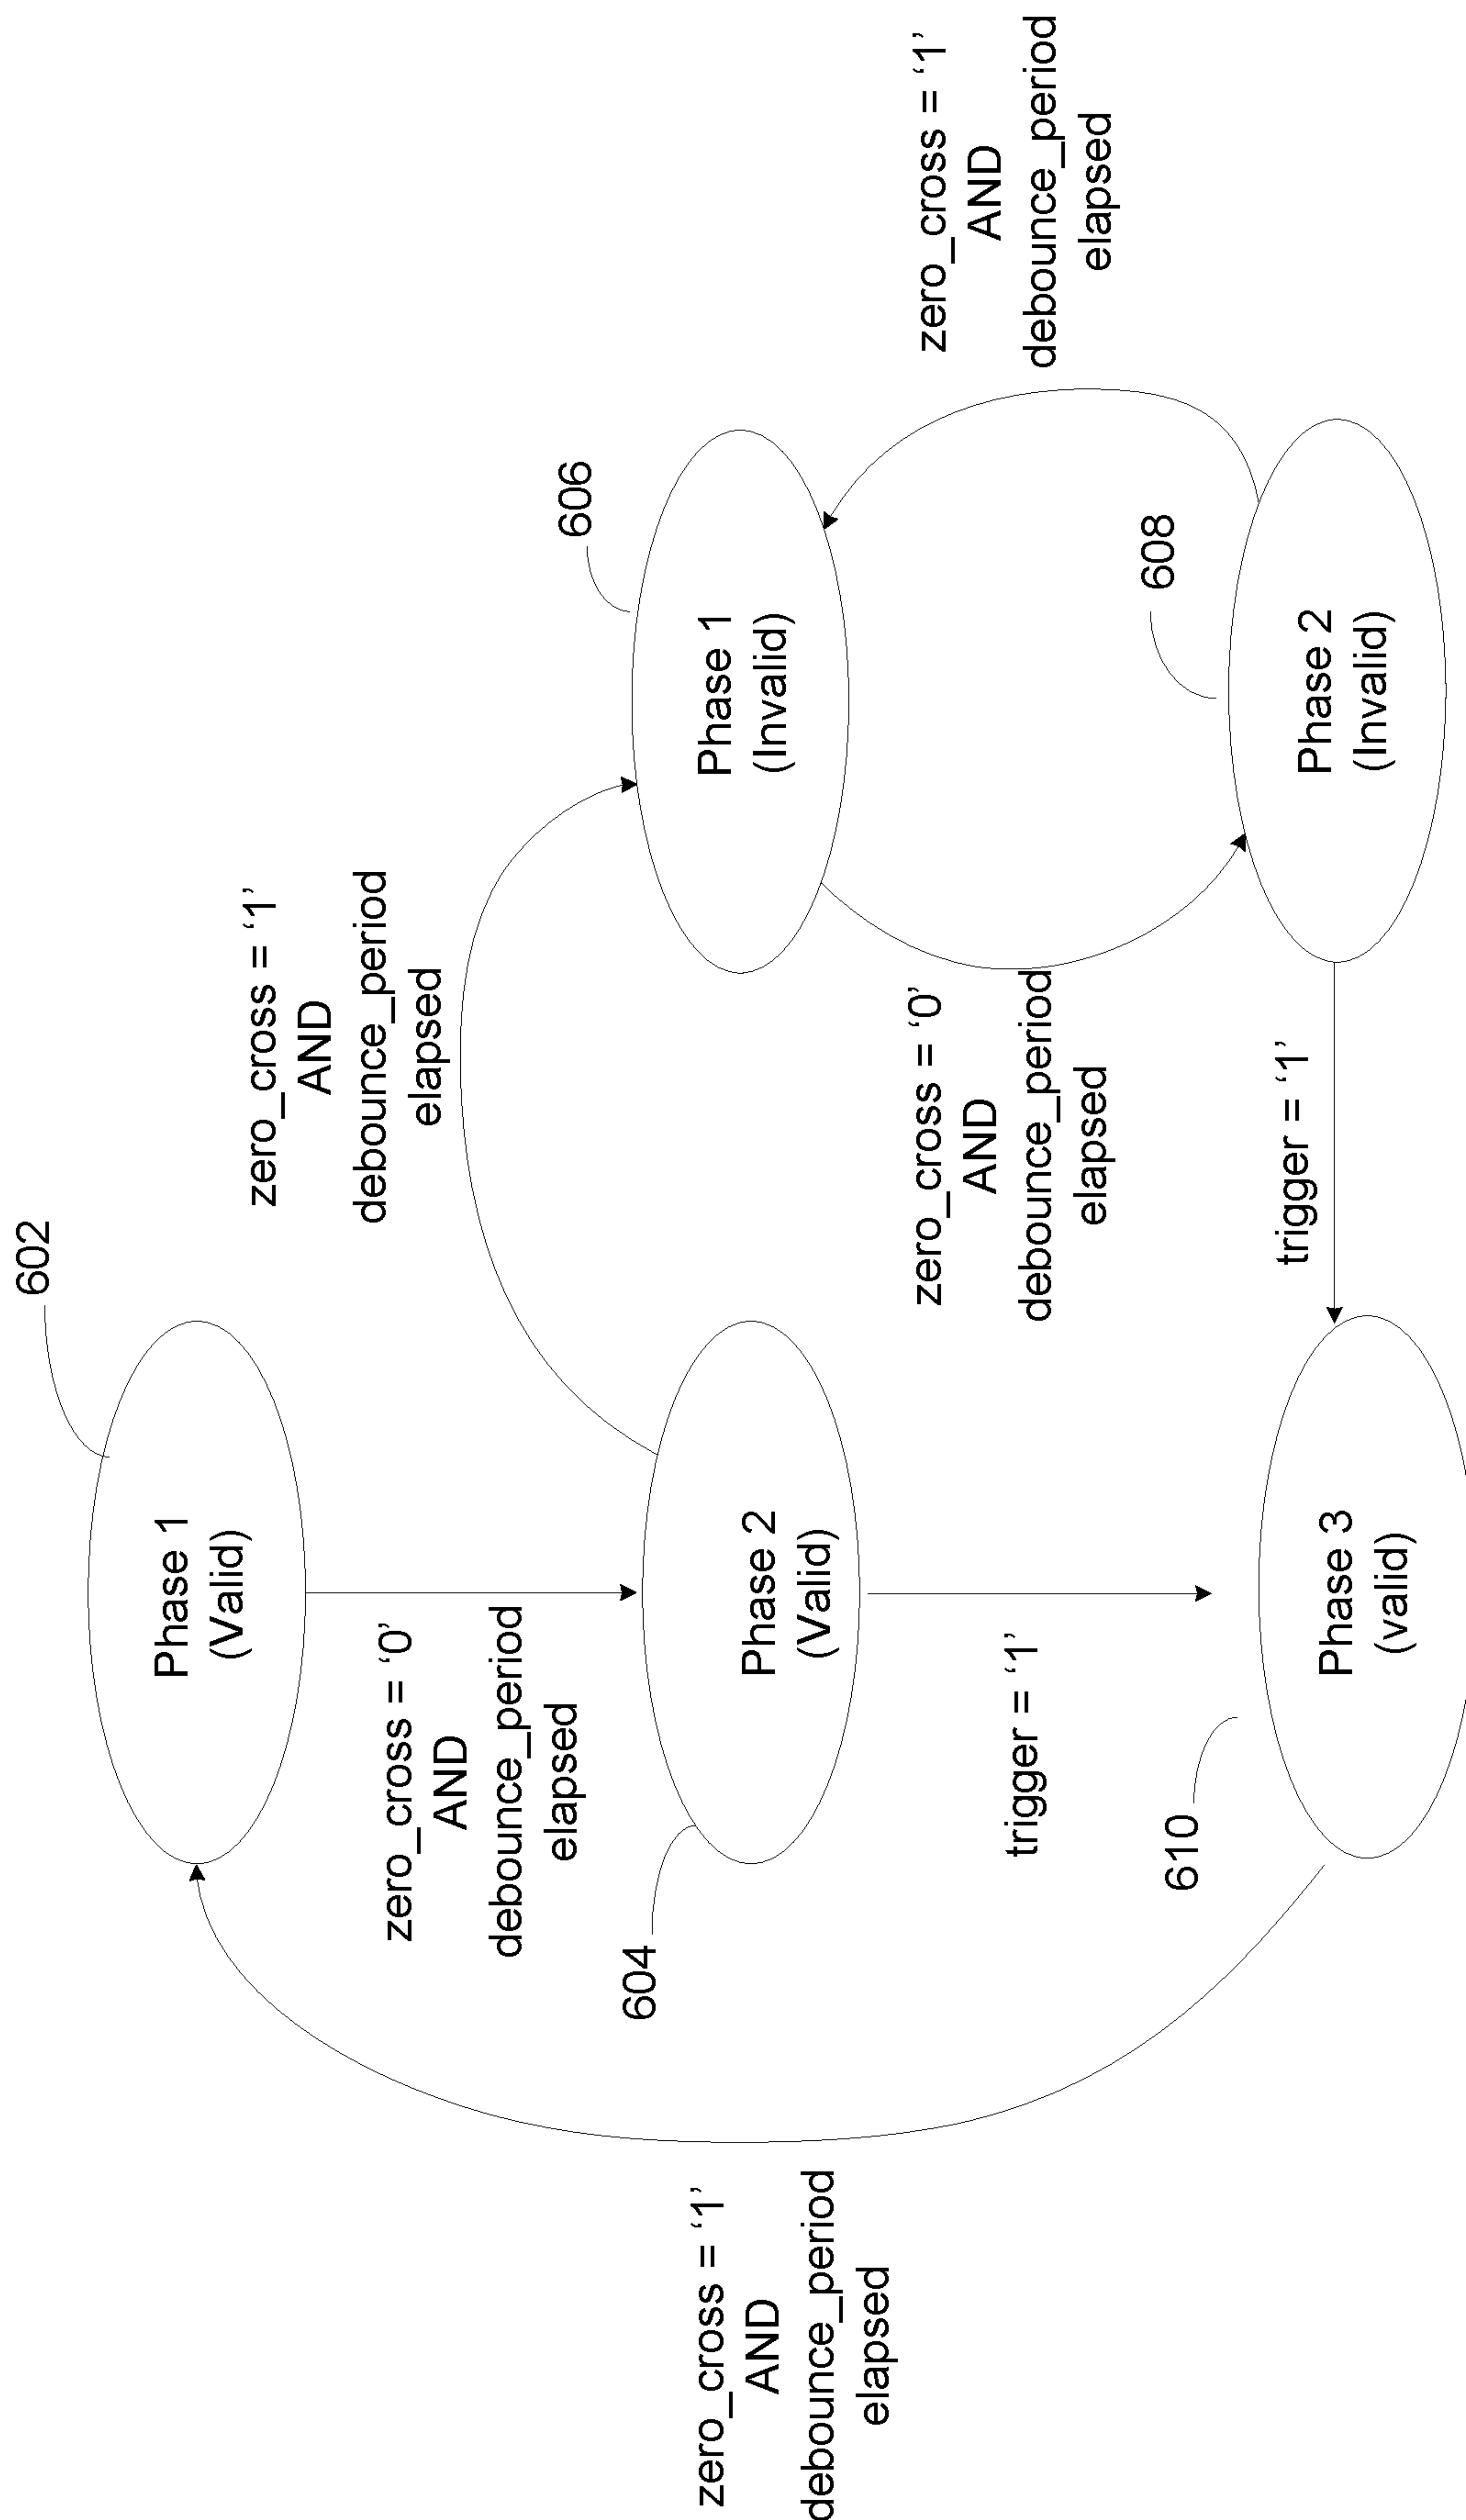 602
Phase 1
(Valid)
zero_cross = ‘1’
AND
debounce_period
elapsed
zero_cross = ‘0’
AND
debounce_period
elapsed
606
Phase 1
(Invalid)
604
Phase 2
(Valid)
zero_cross = ‘1’
AND
debounce_period
elapsed
zero_cross = ‘0’
AND
debounce_period
elapsed
zero_cross = ‘1’
AND
debounce_period
elapsed
trigger = ‘1’
608
Phase 2
(Invalid)
trigger = ‘1’
610
Phase 3
(valid)